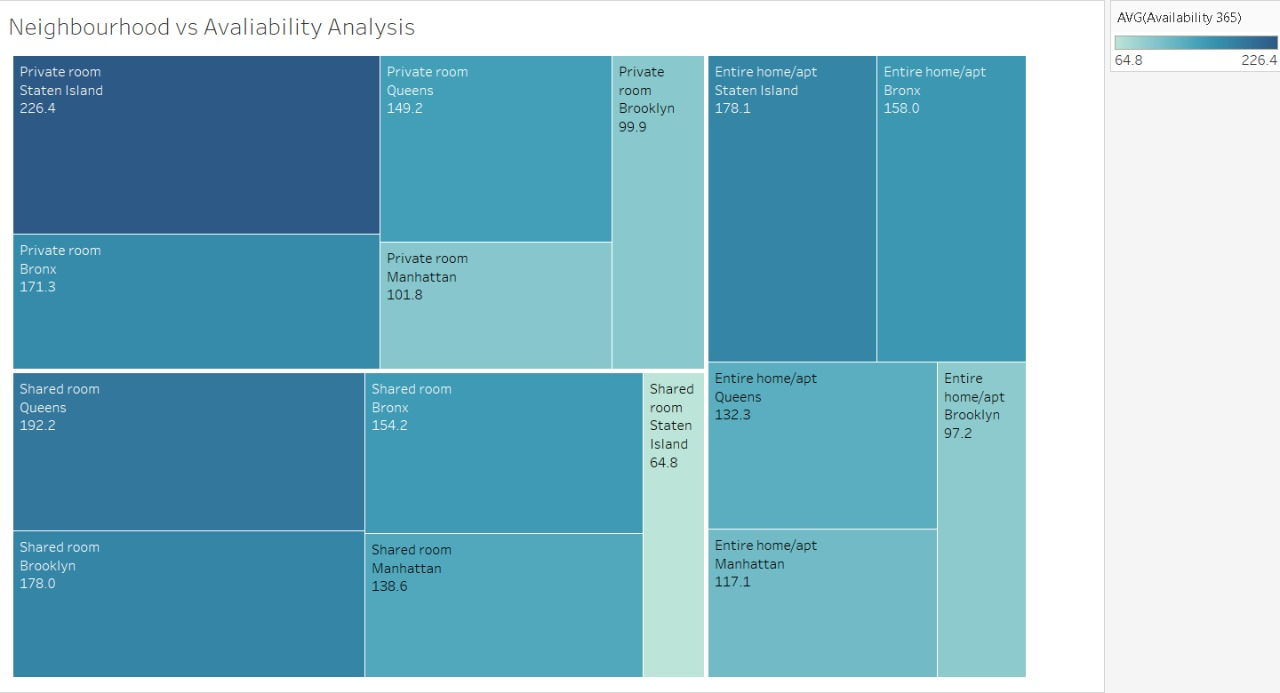 Neighbourhood vs Avaliability Analysis
Private room
Staten Island
226.4
Private room
Queens
149.2
Private
room
Brooklyn
99.9
Private room
Bronx
171.3
Private room
Manhattan
101.8
Shared room
Queens
192.2
Shared room
Bronx
154.2
Shared
room
Staten
Island
64.8
Shared room
Brooklyn
178.0
Shared room
Manhattan
138.6
Entire home/apt
Staten Island
178.1
Entire home/apt
Bronx
158.0
Entire home/apt
Queens
132.3
Entire
home/apt
Brooklyn
97.2
Entire home/apt
Manhattan
117.1
AVG(Availability 365)
64.8 226.4